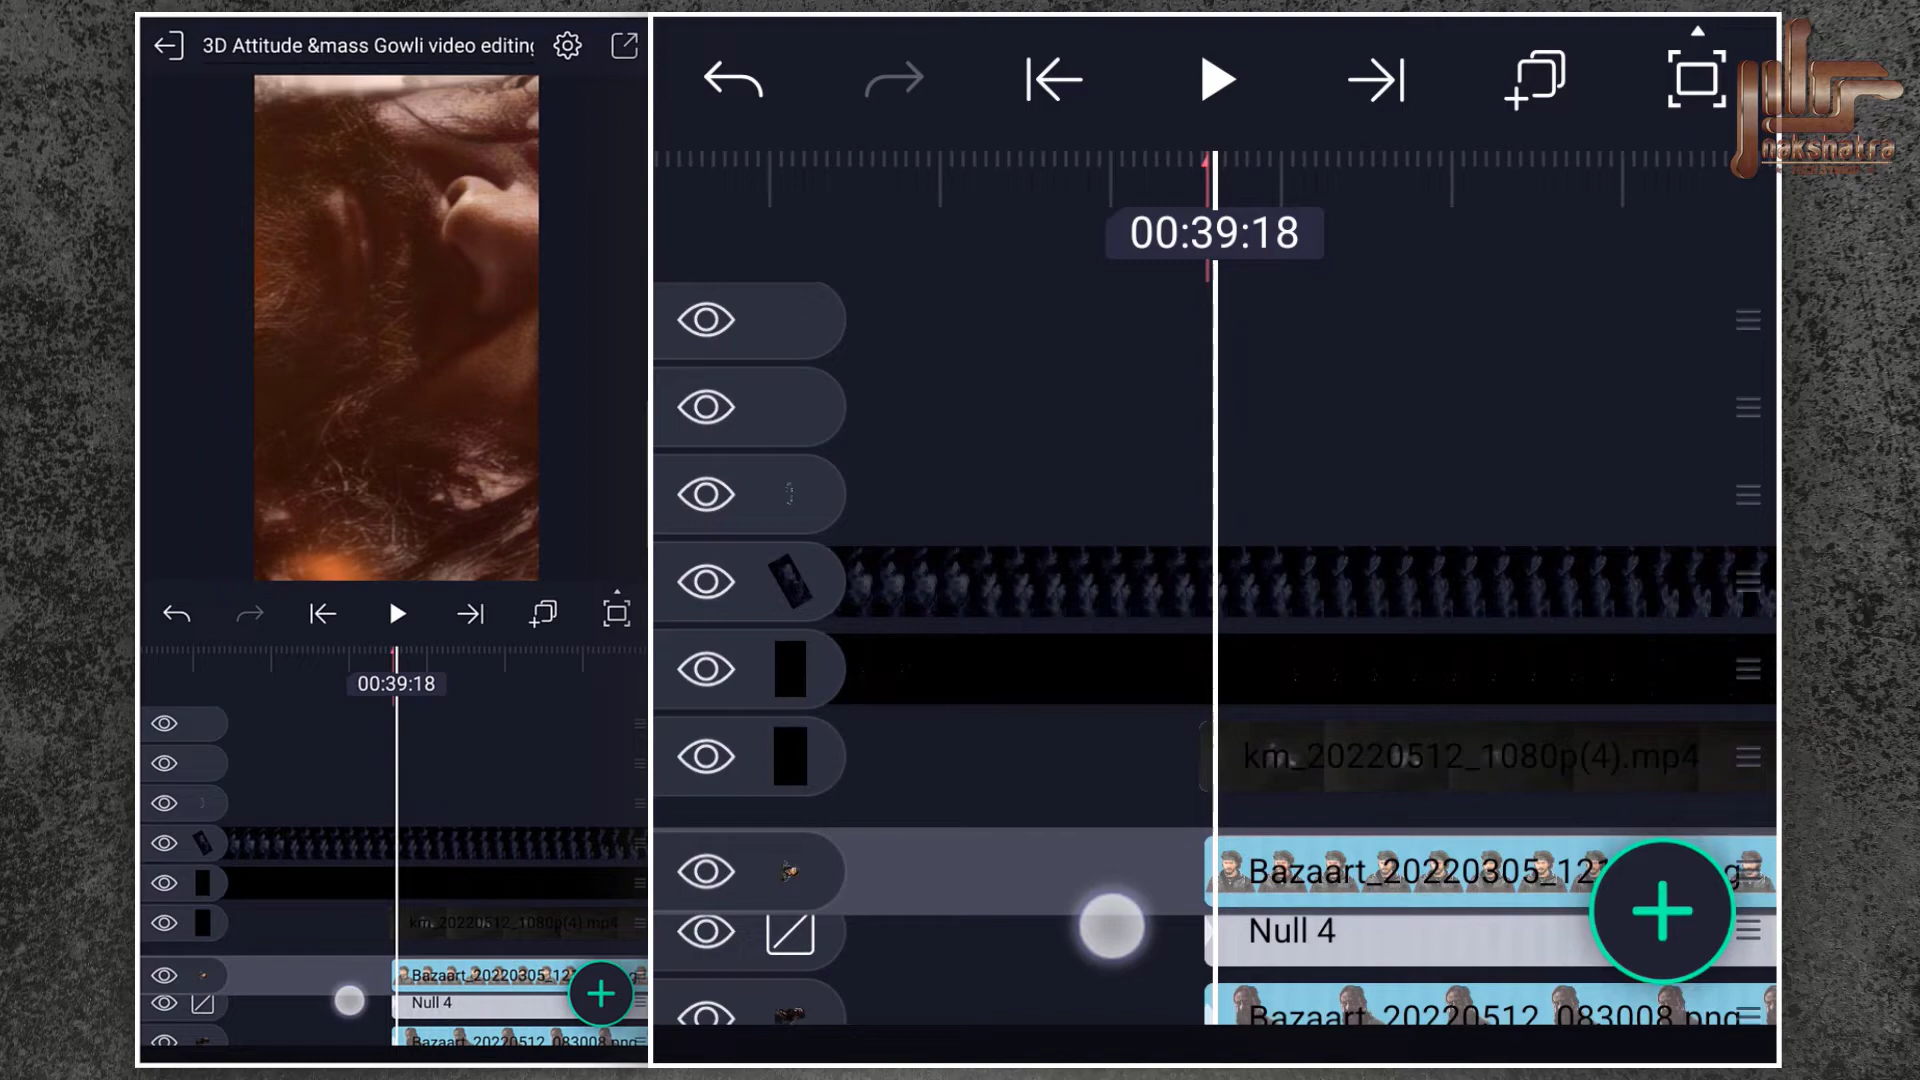 3D Attitude &mass Gowli video editing
00:39:18
km_20220512_1080p(4).mp4
Bazaart_20220305_12
Null 4
Bazaart_20220512_083008.png
00:39:18
km_20220512_1080p(4).mp4
Bazaart_20220305_12
Null 4
Bazaart_20220512_083008.png
nakshatra